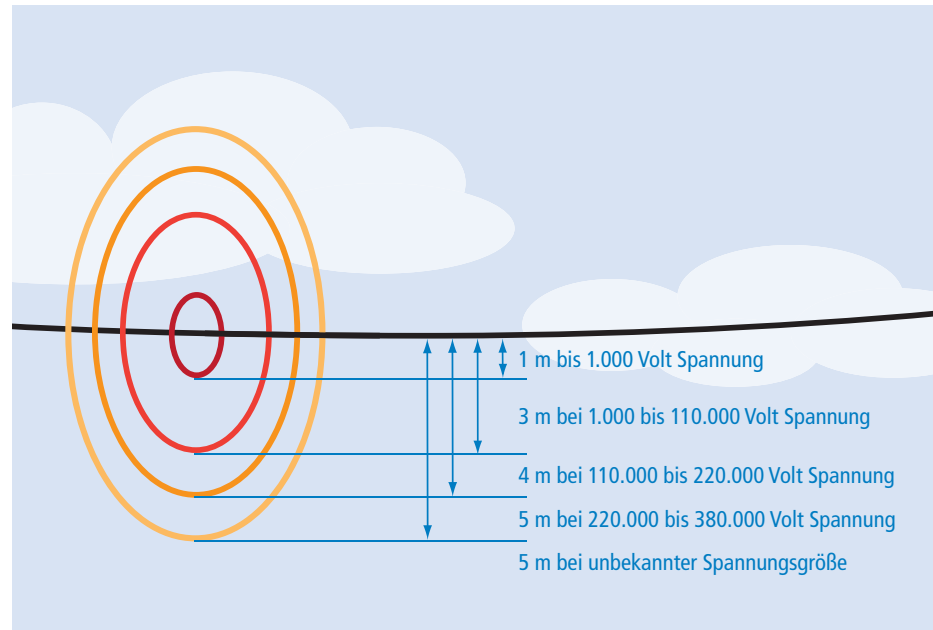 1 m bis 1.000 Volt Spannung
3 m bei 1.000 bis 110.000 Volt Spannung
4 m bei 110.000 bis 220.000 Volt Spannung
5 m bei 220.000 bis 380.000 Volt Spannung
5 m bei unbekannter Spannungsgröße